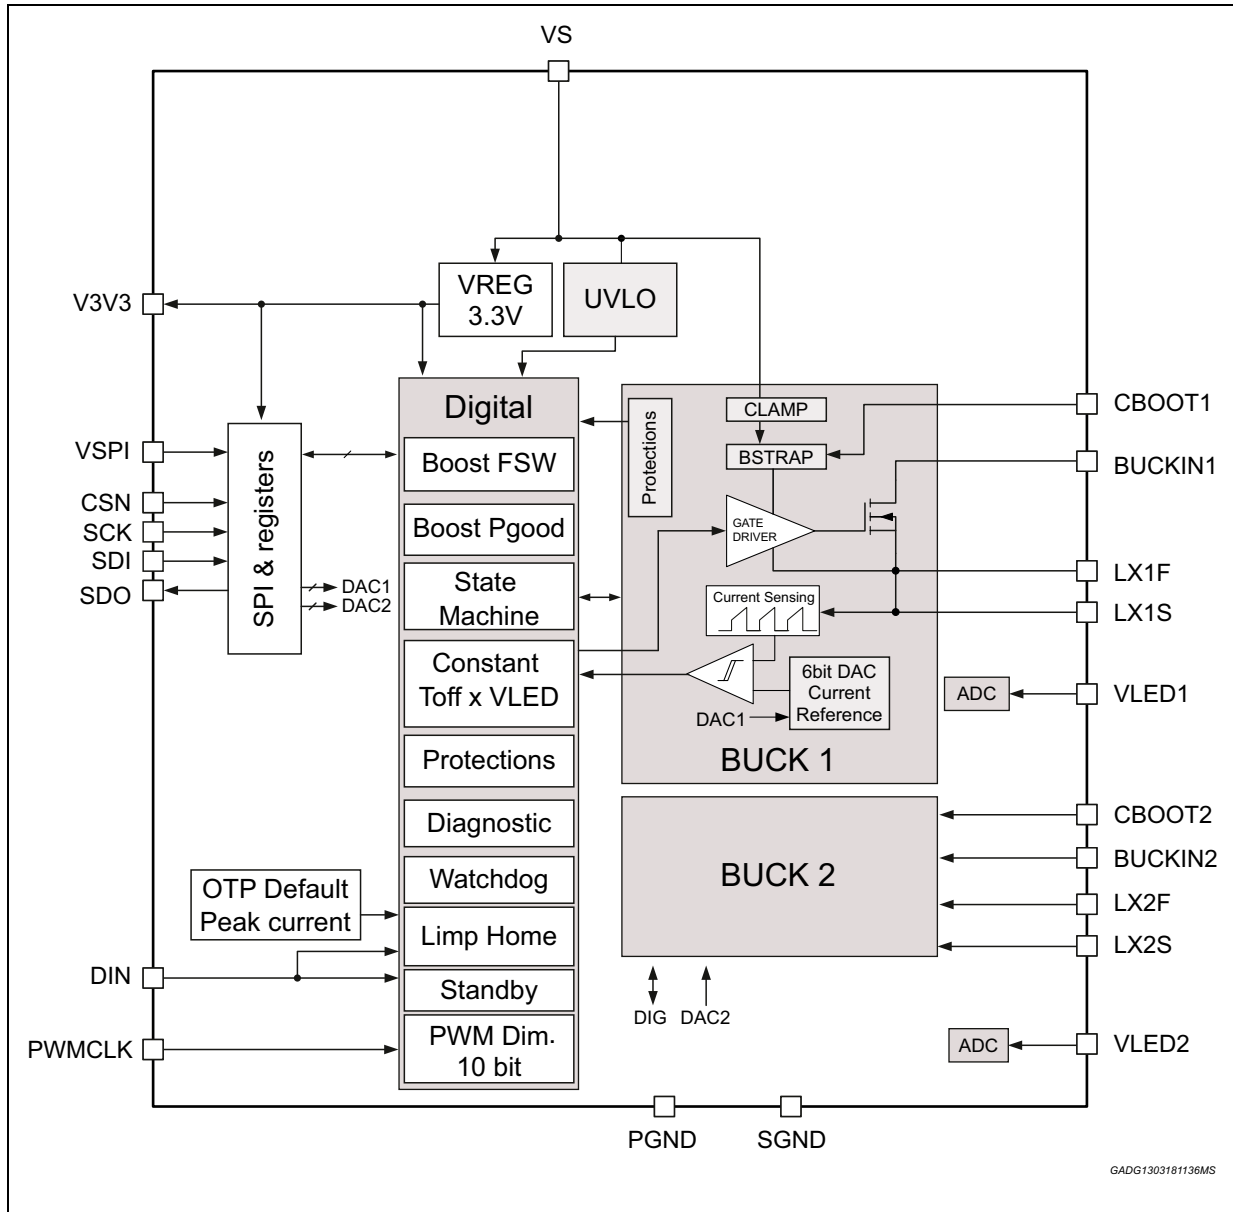 VS
VREG
3.3V
UVLO
V3V3
Digital
Boost FSW
Boost Pgood
State
Machine
Constant
Toff x VLED
Protections
Diagnostic
Watchdog
Limp Home
Standby
PWM Dim.
10 bit
VSPI
CSN
SCK
SDI
SDO
SPI & registers
DAC1
DAC2
OTP Default
Peak current
DIN
PWMCLK
Protections
CLAMP
BSTRAP
GATE
DRIVER
Current Sensing
6bit DAC
Current
Reference
DAC1
BUCK 1
BUCK 2
DIG
DAC2
ADC
ADC
CBOOT1
BUCKIN1
LX1F
LX1S
VLED1
CBOOT2
BUCKIN2
LX2F
LX2S
VLED2
PGND
SGND
GADG1303181136MS